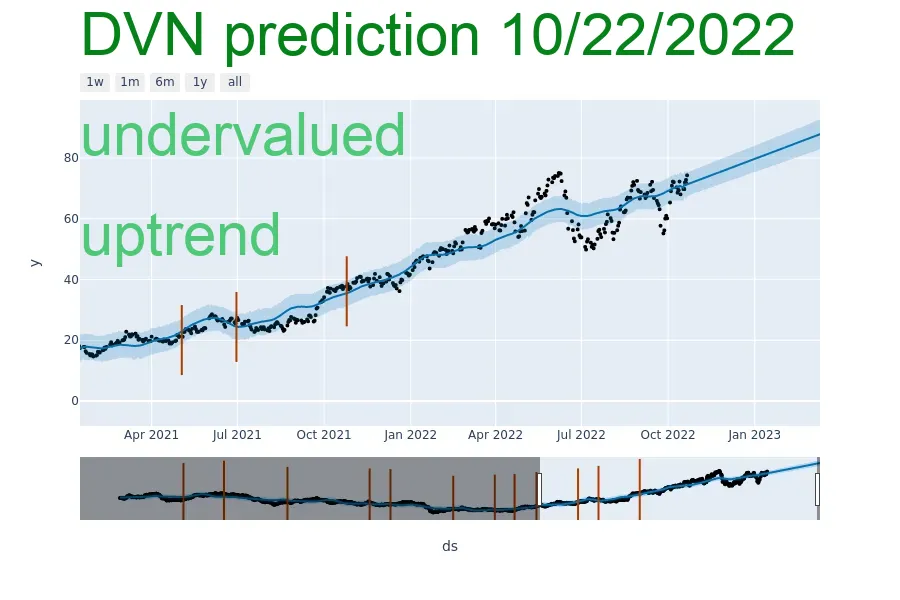 DVN prediction 10/22/2022
1w 1m 6m 1y all
undervalued
80
uptrend
60
y
40
20
0
Apr 2021 Jul 2021 Oct 2021 Jan 2022 Apr 2022 Jul 2022 Oct 2022 Jan 2023
ds